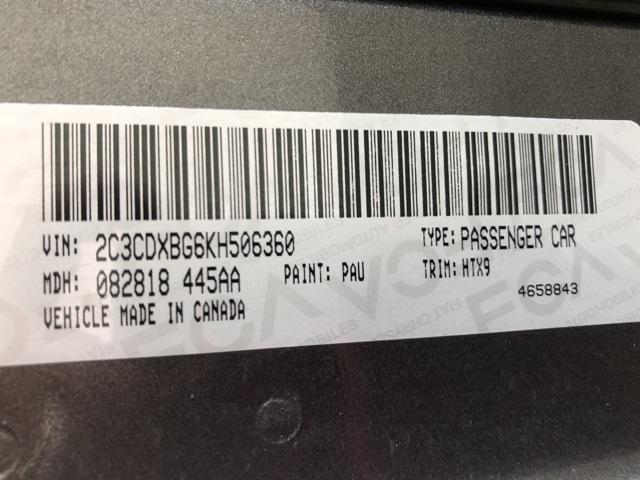 VIN: 2C3CDXBG6KH506360 TYPE: PASSENGER CAR
MDH: 082818 445AA PAINT: PAU TRIM: HTX9
VEHICLE MADE IN CANADA 4658843